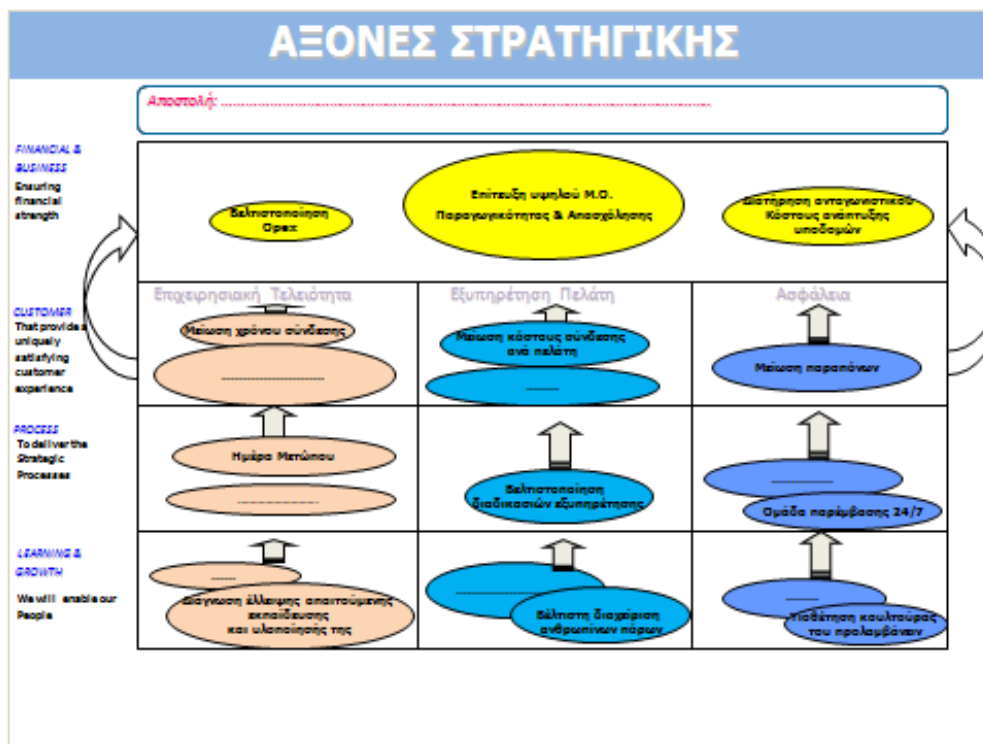 ΑΞΟΝΕΣ ΣΤΡΑΤΗΓΙΚΗΣ
Αποστολή: ..........................................................................................................
FINANCIAL &
BUSINESS
Ensuring
financial
strength
Βελτιστοποίηση
Opex
Επίτευξη υψηλού Μ.Ο.
Παραγωγικότητας & Απασχόλησης
Διατήρηση ανταγωνιστικού
Κόστους ανάπτυξης
υποδομών
Επιχειρησιακή Τελειότητα
Εξυπηρέτηση Πελάτη
Ασφάλεια
CUSTOMER
That provides
uniquely
satisfying
customer
experience
Μείωση χρόνου σύνδεσης
..........................
Μείωση κόστους σύνδεσης
ανά πελάτη
........
Μείωση παραπόνων
PROCESS
To deliver the
Strategic
Processes
Ημέρα Μετώπου
....................
Βελτιστοποίηση
διαδικασιών εξυπηρέτησης
...............
Ομάδα παρέμβασης 24/7
LEARNING &
GROWTH
We will enable our
People
......
Διάγνωση έλλειψης απαιτούμενης
εκπαίδευσης
και υλοποίησής της
...............
Βέλτιστη διαχείριση
ανθρωπίνων πόρων
........
Υιοθέτηση κουλτούρας
του προλαμβάνειν